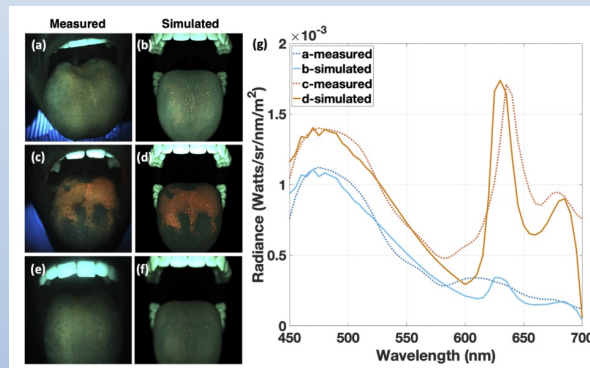 Measured Simulated
(a) (b)
(c) (d)
(e) (f)
(g)
×10⁻³
a-measured
b-simulated
c-measured
d-simulated
Radiance (Watts/sr/nm/m²)
2
1.5
1
0.5
0
450 500 550 600 650 700
Wavelength (nm)